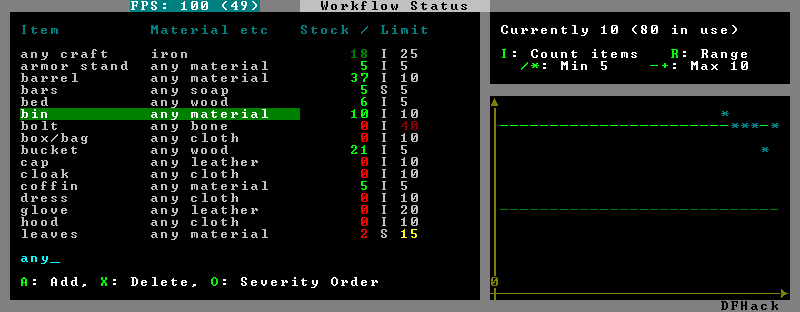 FPS: 100 (49) Workflow Status
Item Material etc Stock / Limit
any craft iron 18 I 25
armor stand any material 5 I 5
barrel any material 37 I 10
bars any soap 5 S 5
bed any wood 6 I 5
bin any material 10 I 10
bolt any bone 0 I 40
box/bag any cloth 0 I 10
bucket any wood 21 I 5
cap any leather 0 I 10
cloak any cloth 0 I 10
coffin any material 5 I 5
dress any cloth 0 I 10
glove any leather 0 I 20
hood any cloth 0 I 10
leaves any material 2 S 15
any_
A: Add, X: Delete, O: Severity Order
Currently 10 (80 in use)
I: Count items R: Range
/*: Min 5 -+: Max 10
0
DFHack